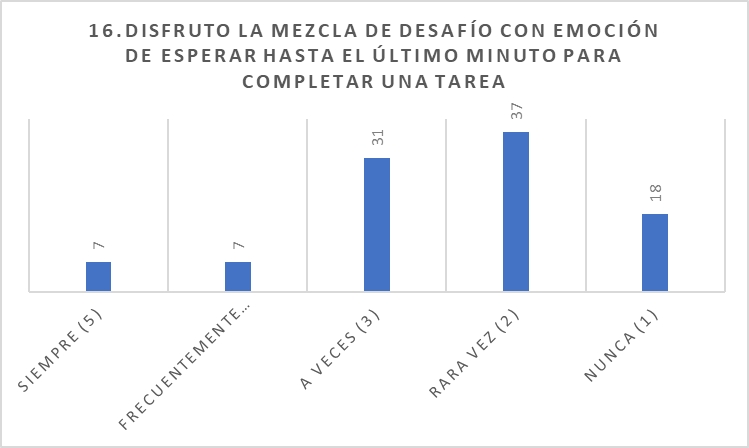 16.DISFRUTO LA MEZCLA DE DESAFÍO CON EMOCIÓN
DE ESPERAR HASTA EL ÚLTIMO MINUTO PARA
COMPLETAR UNA TAREA
7
7
31
37
18
SIEMPRE (5)
FRECUENTEMENTE…
A VECES (3)
RARA VEZ (2)
NUNCA (1)